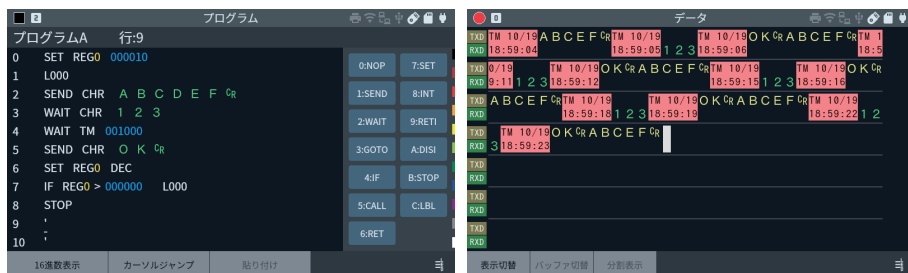 2 プログラム
プログラムA 行:9
0 SET REG0 000010
1 L000
2 SEND CHR A B C D E F CR
3 WAIT CHR 1 2 3
4 WAIT TM 001000
5 SEND CHR O K CR
6 SET REG0 DEC
7 IF REG0 > 000000 L000
8 STOP
9 '
10 '
0:NOP 7:SET
1:SEND 8:INT
2:WAIT 9:RETI
3:GOTO A:DISI
4:IF B:STOP
5:CALL C:LBL
6:RET
16進数表示 カーソルジャンプ 貼り付け
0 データ
TXD TM 10/19 A B C E F CR TM 10/19 TM 10/19 O K CR A B C E F CR TM 1
RXD 18:59:04 18:59:05 1 2 3 18:59:06 18:5
TXD 0/19 TM 10/19 O K CR A B C E F CR TM 10/19 TM 10/19 O K CR
RXD 9:11 1 2 3 18:59:12 18:59:15 1 2 3 18:59:16
TXD A B C E F CR TM 10/19 TM 10/19 O K CR A B C E F CR TM 10/19
RXD 18:59:18 1 2 3 18:59:19 18:59:22 1 2
TXD TM 10/19 O K CR A B C E F CR
RXD 3 18:59:23
TXD
RXD
TXD
RXD
TXD
RXD
表示切替 バッファ切替 分割表示